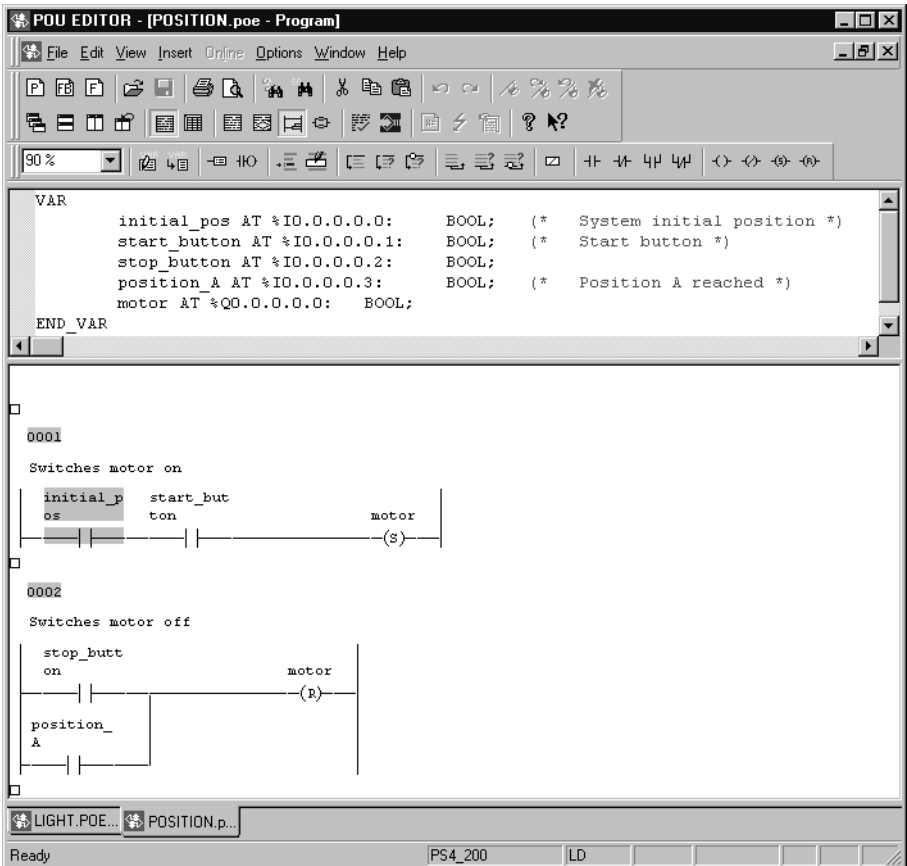 POU EDITOR - [POSITION.poe - Program]
File Edit View Insert Online Options Window Help
P FB F
90 %
VAR
initial_pos AT %I0.0.0.0.0: BOOL; (* System initial position *)
start_button AT %I0.0.0.0.1: BOOL; (* Start button *)
stop_button AT %I0.0.0.0.2: BOOL;
position_A AT %I0.0.0.0.3: BOOL; (* Position A reached *)
motor AT %Q0.0.0.0.0: BOOL;
END_VAR
0001
Switches motor on
initial_p start_but
os ton motor
(S)
0002
Switches motor off
stop_butt
on motor
(R)
position_
A
LIGHT.POE... POSITION.p...
Ready PS4_200 LD